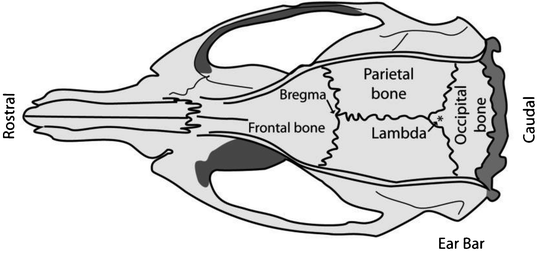 Rostral
Bregma
Frontal bone
Parietal
bone
Lambda
*
Occipital
bone
Caudal
Ear Bar